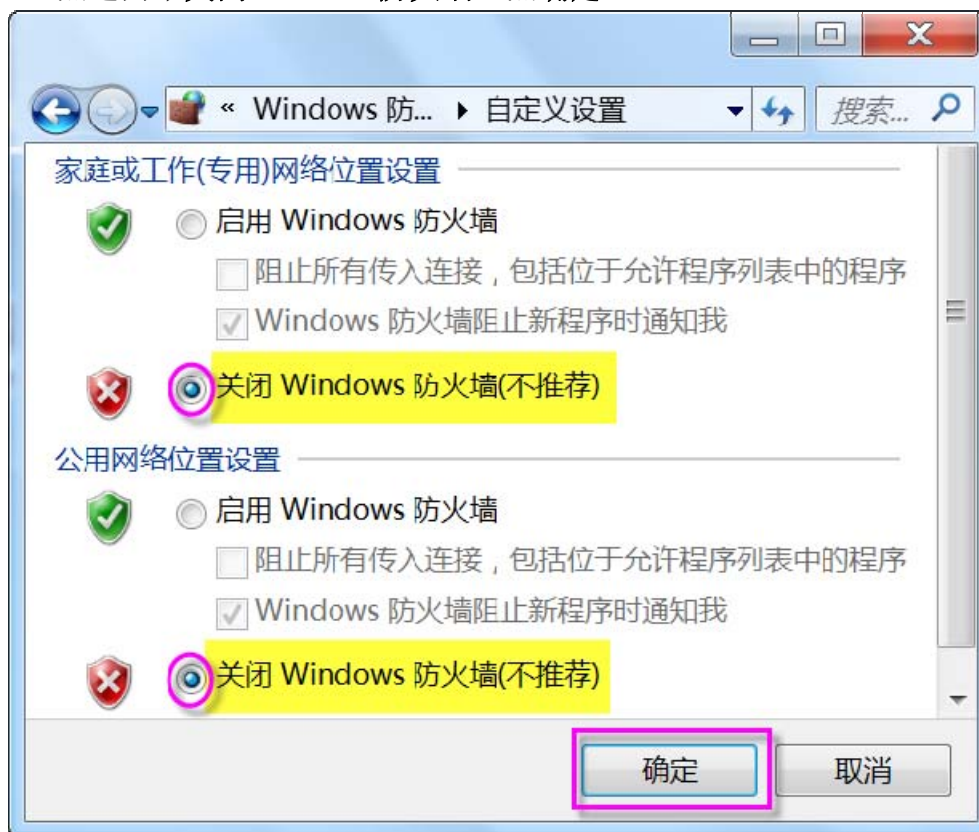 « Windows 防... ▶ 自定义设置 搜索...
家庭或工作(专用)网络位置设置
启用 Windows 防火墙
阻止所有传入连接，包括位于允许程序列表中的程序
Windows 防火墙阻止新程序时通知我
关闭 Windows 防火墙(不推荐)
公用网络位置设置
启用 Windows 防火墙
阻止所有传入连接，包括位于允许程序列表中的程序
Windows 防火墙阻止新程序时通知我
关闭 Windows 防火墙(不推荐)
确定 取消